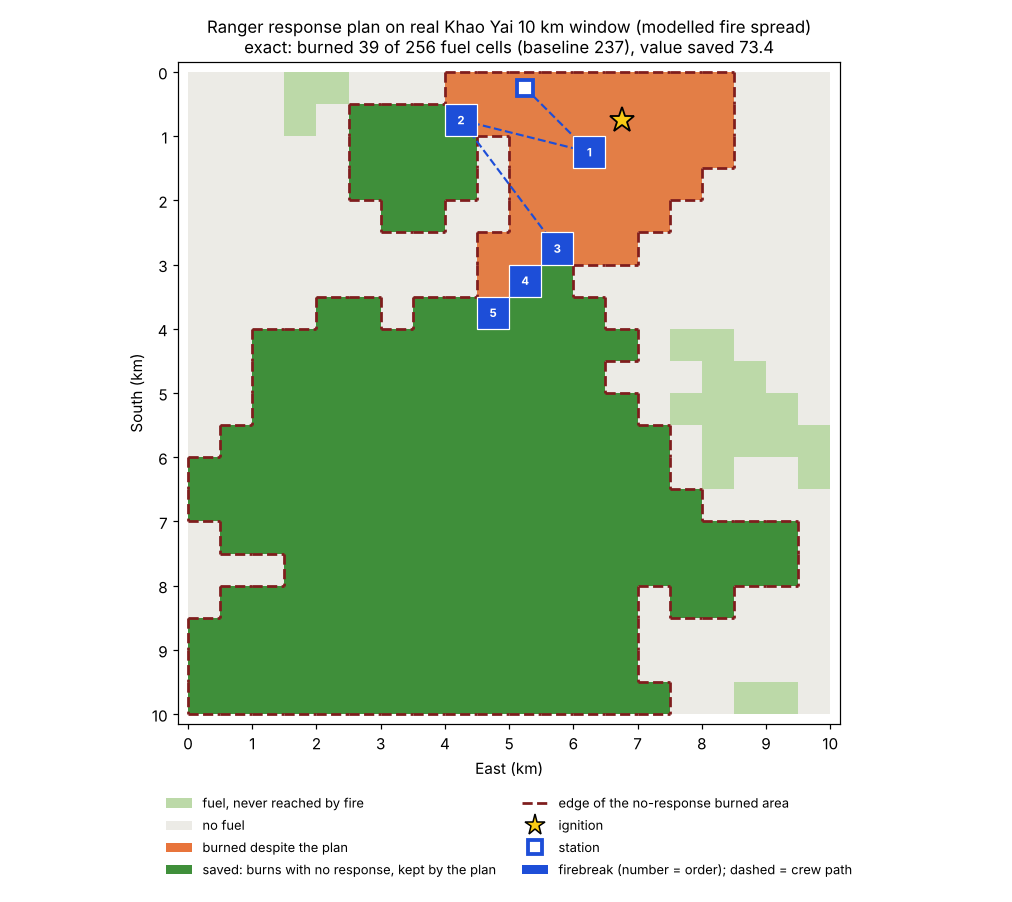 Ranger response plan on real Khao Yai 10 km window (modelled fire spread)
exact: burned 39 of 256 fuel cells (baseline 237), value saved 73.4
0
1
2
3
4
5
6
7
8
9
10
South (km)
2
1
3
4
5
0 1 2 3 4 5 6 7 8 9 10
East (km)
fuel, never reached by fire
no fuel
burned despite the plan
saved: burns with no response, kept by the plan
edge of the no-response burned area
ignition
station
firebreak (number = order); dashed = crew path